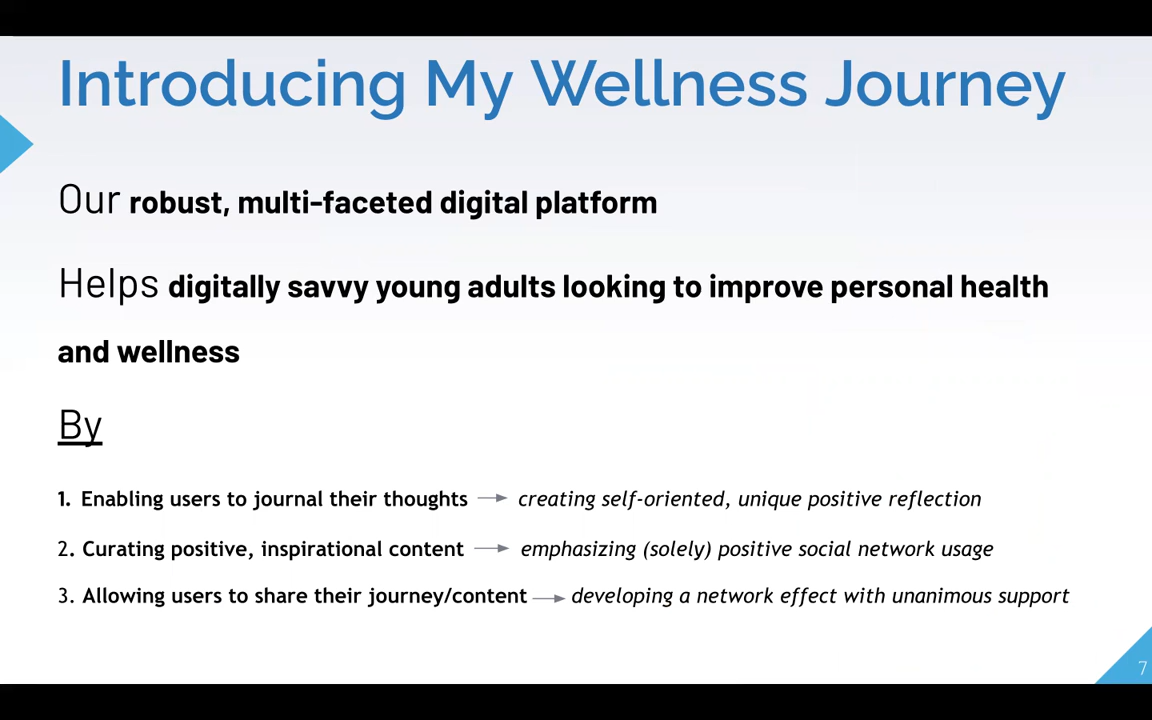 Introducing My Wellness Journey
Our robust, multi-faceted digital platform
Helps digitally savvy young adults looking to improve personal health
and wellness
By
1. Enabling users to journal their thoughts → creating self-oriented, unique positive reflection
2. Curating positive, inspirational content → emphasizing (solely) positive social network usage
3. Allowing users to share their journey/content → developing a network effect with unanimous support
7